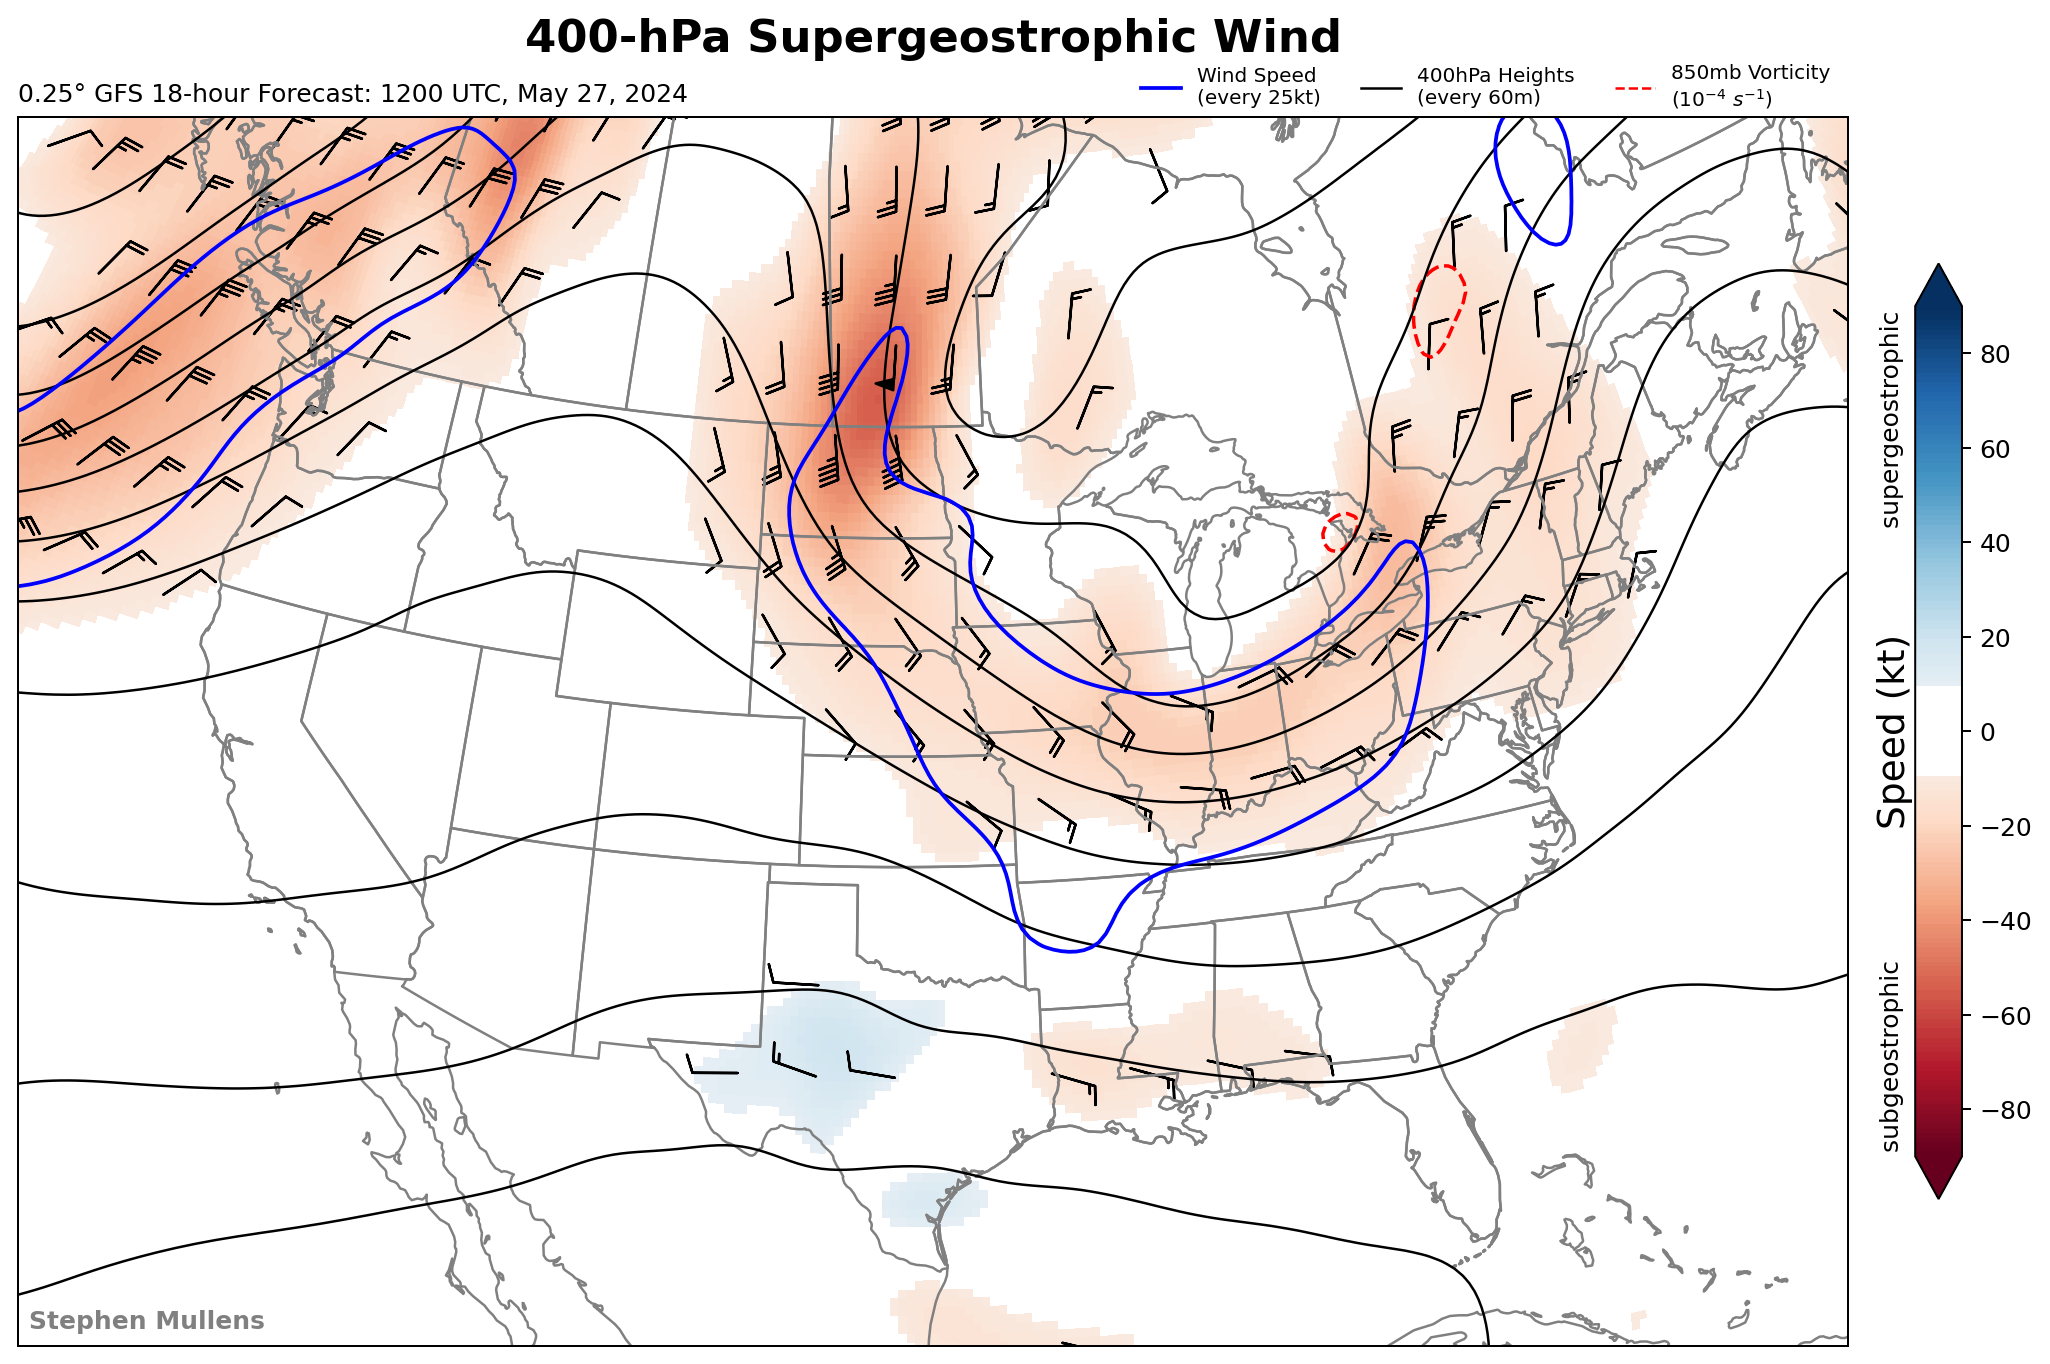 400-hPa Supergeostrophic Wind
0.25° GFS 18-hour Forecast: 1200 UTC, May 27, 2024
Wind Speed
(every 25kt)
400hPa Heights
(every 60m)
850mb Vorticity
(10⁻⁴ s⁻¹)
supergeostrophic
Speed (kt)
subgeostrophic
80
60
40
20
0
−20
−40
−60
−80
Stephen Mullens